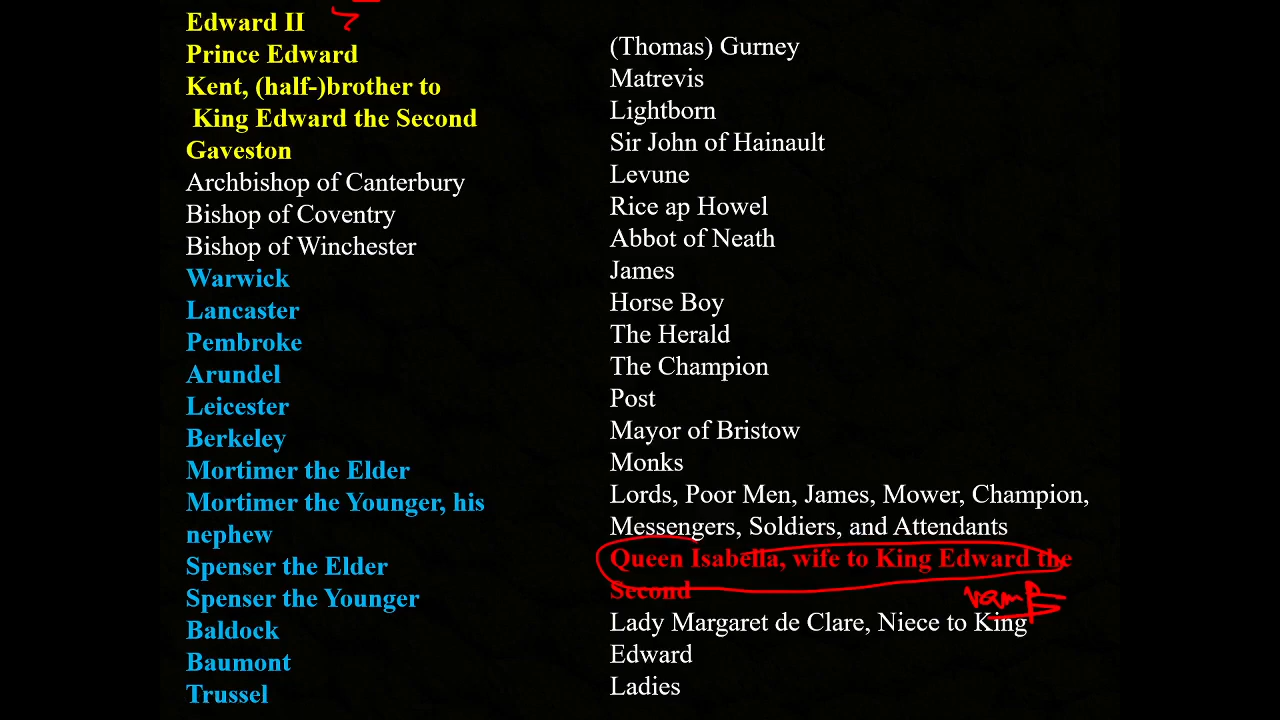 Edward II
Prince Edward
Kent, (half-)brother to
King Edward the Second
Gaveston
Archbishop of Canterbury
Bishop of Coventry
Bishop of Winchester
Warwick
Lancaster
Pembroke
Arundel
Leicester
Berkeley
Mortimer the Elder
Mortimer the Younger, his
nephew
Spenser the Elder
Spenser the Younger
Baldock
Baumont
Trussel
(Thomas) Gurney
Matrevis
Lightborn
Sir John of Hainault
Levune
Rice ap Howel
Abbot of Neath
James
Horse Boy
The Herald
The Champion
Post
Mayor of Bristow
Monks
Lords, Poor Men, James, Mower, Champion,
Messengers, Soldiers, and Attendants
Queen Isabella, wife to King Edward the
Second
Lady Margaret de Clare, Niece to King
Edward
Ladies